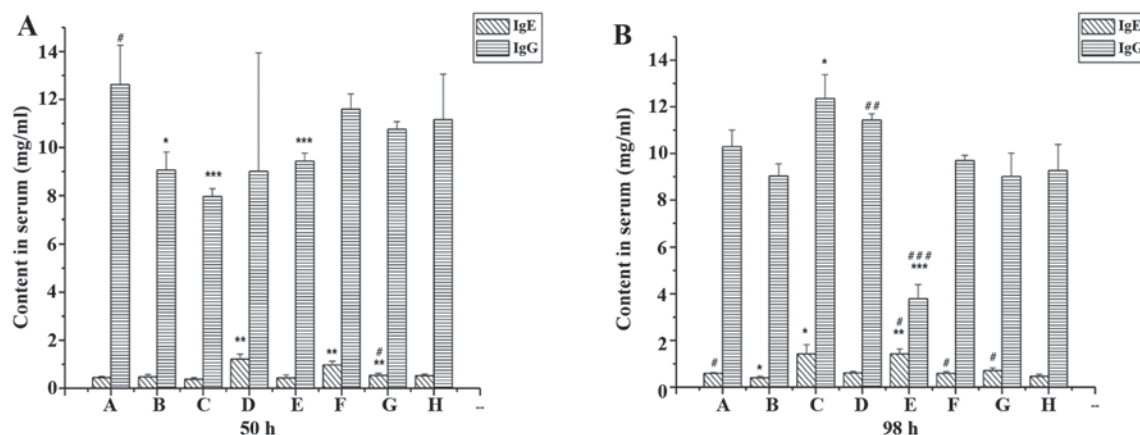 A
IgE
IgG
Content in serum (mg/ml)
14
12
10
8
6
4
2
0
#
*
***
**
***
**
#
**
A B C D E F G H --
50 h
B
IgE
IgG
Content in serum (mg/ml)
14
12
10
8
6
4
2
0
#
*
*
*
##
#
**
###
***
#
#
A B C D E F G H --
98 h